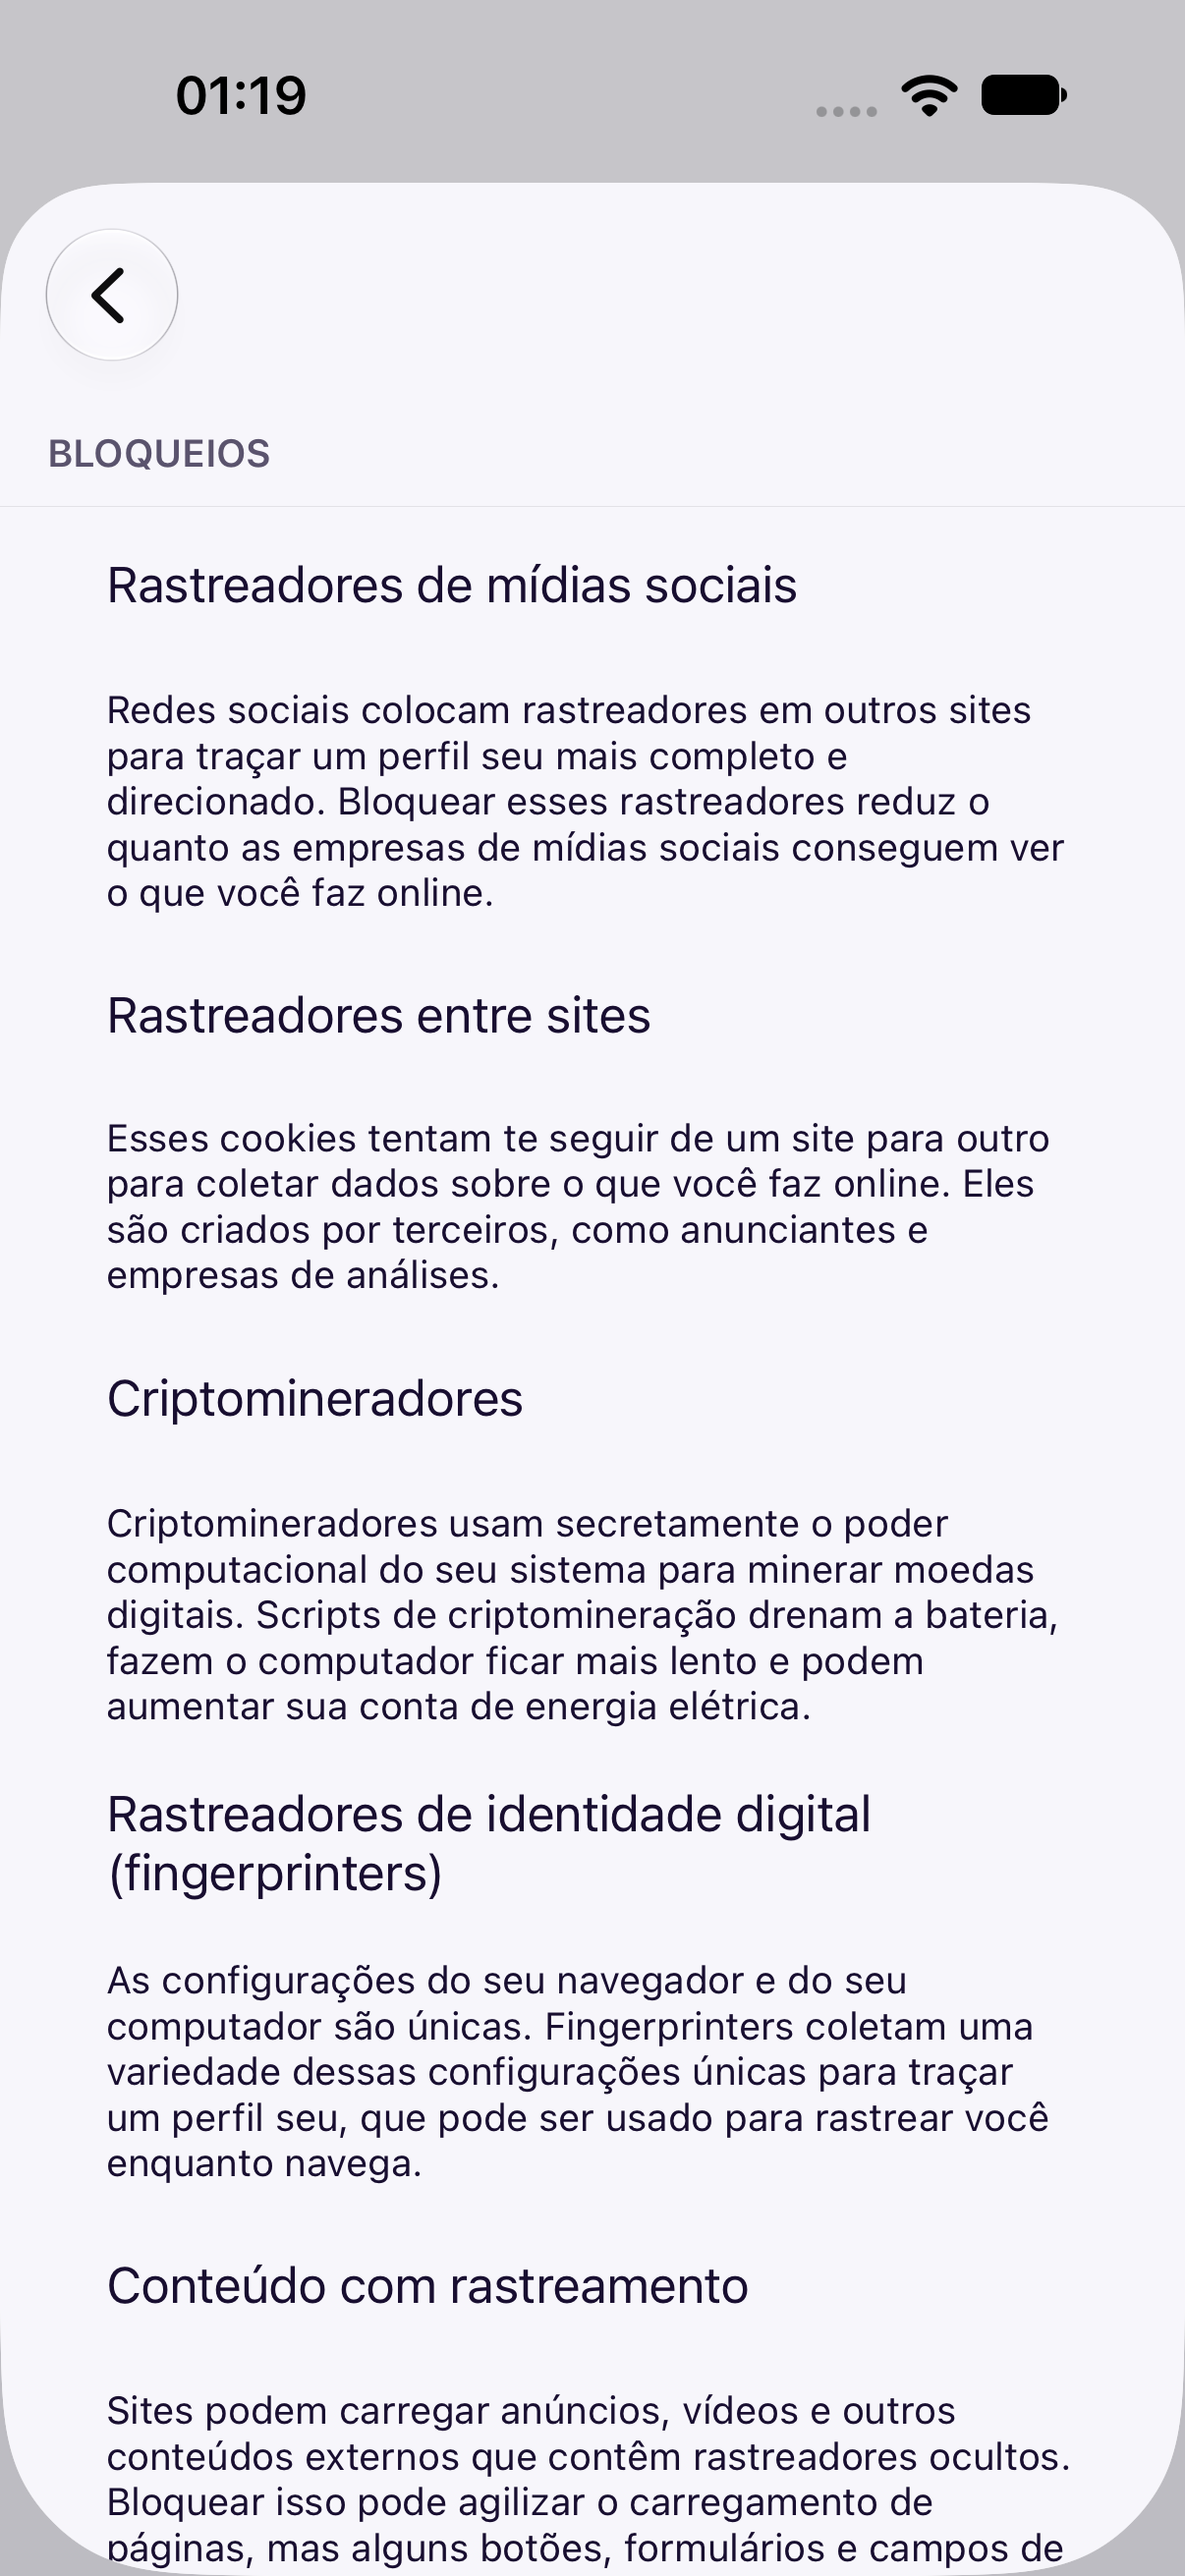 01:19
BLOQUEIOS
Rastreadores de mídias sociais
Redes sociais colocam rastreadores em outros sites
para traçar um perfil seu mais completo e
direcionado. Bloquear esses rastreadores reduz o
quanto as empresas de mídias sociais conseguem ver
o que você faz online.
Rastreadores entre sites
Esses cookies tentam te seguir de um site para outro
para coletar dados sobre o que você faz online. Eles
são criados por terceiros, como anunciantes e
empresas de análises.
Criptomineradores
Criptomineradores usam secretamente o poder
computacional do seu sistema para minerar moedas
digitais. Scripts de criptomineração drenam a bateria,
fazem o computador ficar mais lento e podem
aumentar sua conta de energia elétrica.
Rastreadores de identidade digital
(fingerprinters)
As configurações do seu navegador e do seu
computador são únicas. Fingerprinters coletam uma
variedade dessas configurações únicas para traçar
um perfil seu, que pode ser usado para rastrear você
enquanto navega.
Conteúdo com rastreamento
Sites podem carregar anúncios, vídeos e outros
conteúdos externos que contêm rastreadores ocultos.
Bloquear isso pode agilizar o carregamento de
páginas, mas alguns botões, formulários e campos de